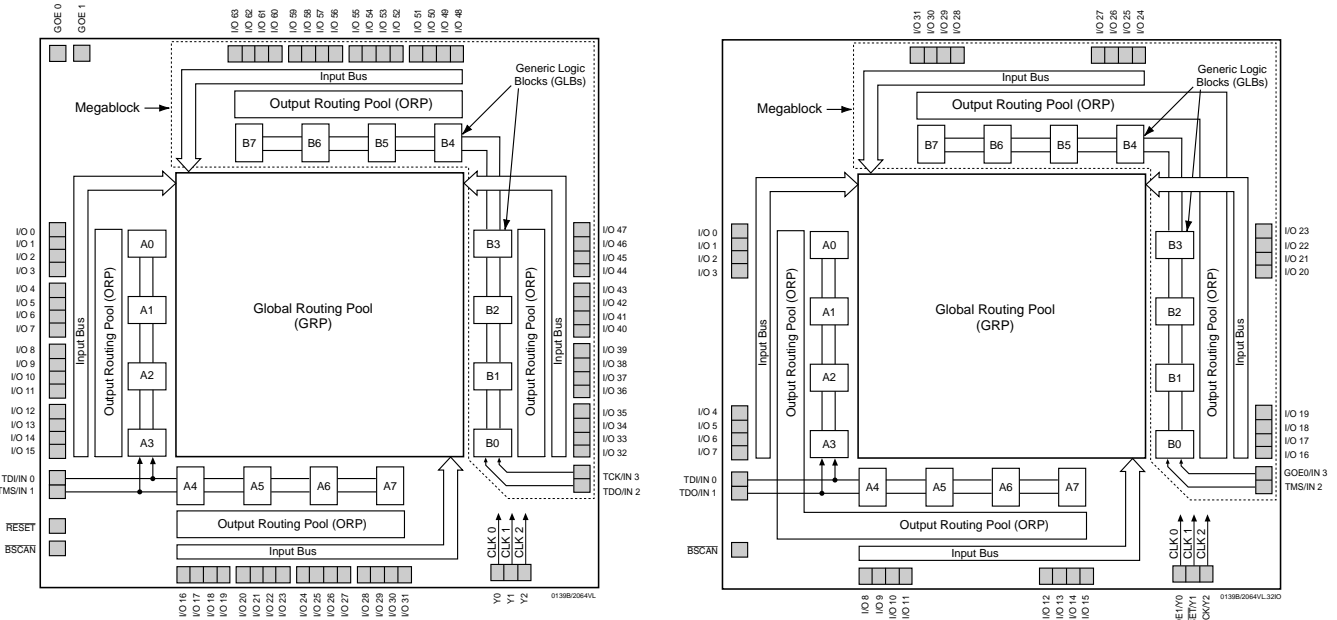 GOE 0
GOE 1
I/O 63
I/O 62
I/O 61
I/O 60
I/O 59
I/O 58
I/O 57
I/O 56
I/O 55
I/O 54
I/O 53
I/O 52
I/O 51
I/O 50
I/O 49
I/O 48
Input Bus
Output Routing Pool (ORP)
Megablock
Generic Logic
Blocks (GLBs)
B7
B6
B5
B4
I/O 0
I/O 1
I/O 2
I/O 3
I/O 4
I/O 5
I/O 6
I/O 7
I/O 8
I/O 9
I/O 10
I/O 11
I/O 12
I/O 13
I/O 14
I/O 15
Input Bus
Output Routing Pool (ORP)
A0
A1
A2
A3
Global Routing Pool
(GRP)
B3
B2
B1
B0
Output Routing Pool (ORP)
Input Bus
I/O 47
I/O 46
I/O 45
I/O 44
I/O 43
I/O 42
I/O 41
I/O 40
I/O 39
I/O 38
I/O 37
I/O 36
I/O 35
I/O 34
I/O 33
I/O 32
TDI/IN 0
TMS/IN 1
TCK/IN 3
TDO/IN 2
A4
A5
A6
A7
RESET
BSCAN
Output Routing Pool (ORP)
Input Bus
CLK 0
CLK 1
CLK 2
I/O 16
I/O 17
I/O 18
I/O 19
I/O 20
I/O 21
I/O 22
I/O 23
I/O 24
I/O 25
I/O 26
I/O 27
I/O 28
I/O 29
I/O 30
I/O 31
Y0
Y1
Y2
0139B/2064VL
I/O 31
I/O 30
I/O 29
I/O 28
I/O 27
I/O 26
I/O 25
I/O 24
Input Bus
Output Routing Pool (ORP)
Megablock
Generic Logic
Blocks (GLBs)
B7
B6
B5
B4
I/O 0
I/O 1
I/O 2
I/O 3
I/O 4
I/O 5
I/O 6
I/O 7
Input Bus
Output Routing Pool (ORP)
A0
A1
A2
A3
Global Routing Pool
(GRP)
B3
B2
B1
B0
Output Routing Pool (ORP)
Input Bus
I/O 23
I/O 22
I/O 21
I/O 20
I/O 19
I/O 18
I/O 17
I/O 16
TDI/IN 0
TDO/IN 1
GOE0/IN 3
TMS/IN 2
A4
A5
A6
A7
BSCAN
Output Routing Pool (ORP)
Input Bus
CLK 0
CLK 1
CLK 2
I/O 8
I/O 9
I/O 10
I/O 11
I/O 12
I/O 13
I/O 14
I/O 15
E1/Y0
ET/Y1
CK/Y2
0139B/2064VL.32IO